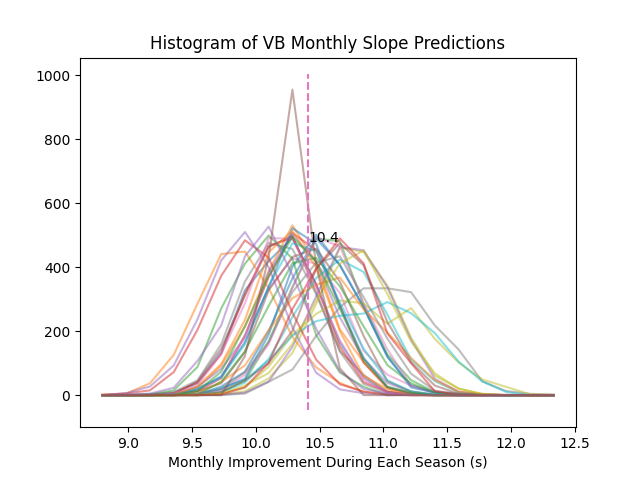 Histogram of VB Monthly Slope Predictions
1000
800
600
400
200
0
10.4
9.0 9.5 10.0 10.5 11.0 11.5 12.0 12.5
Monthly Improvement During Each Season (s)